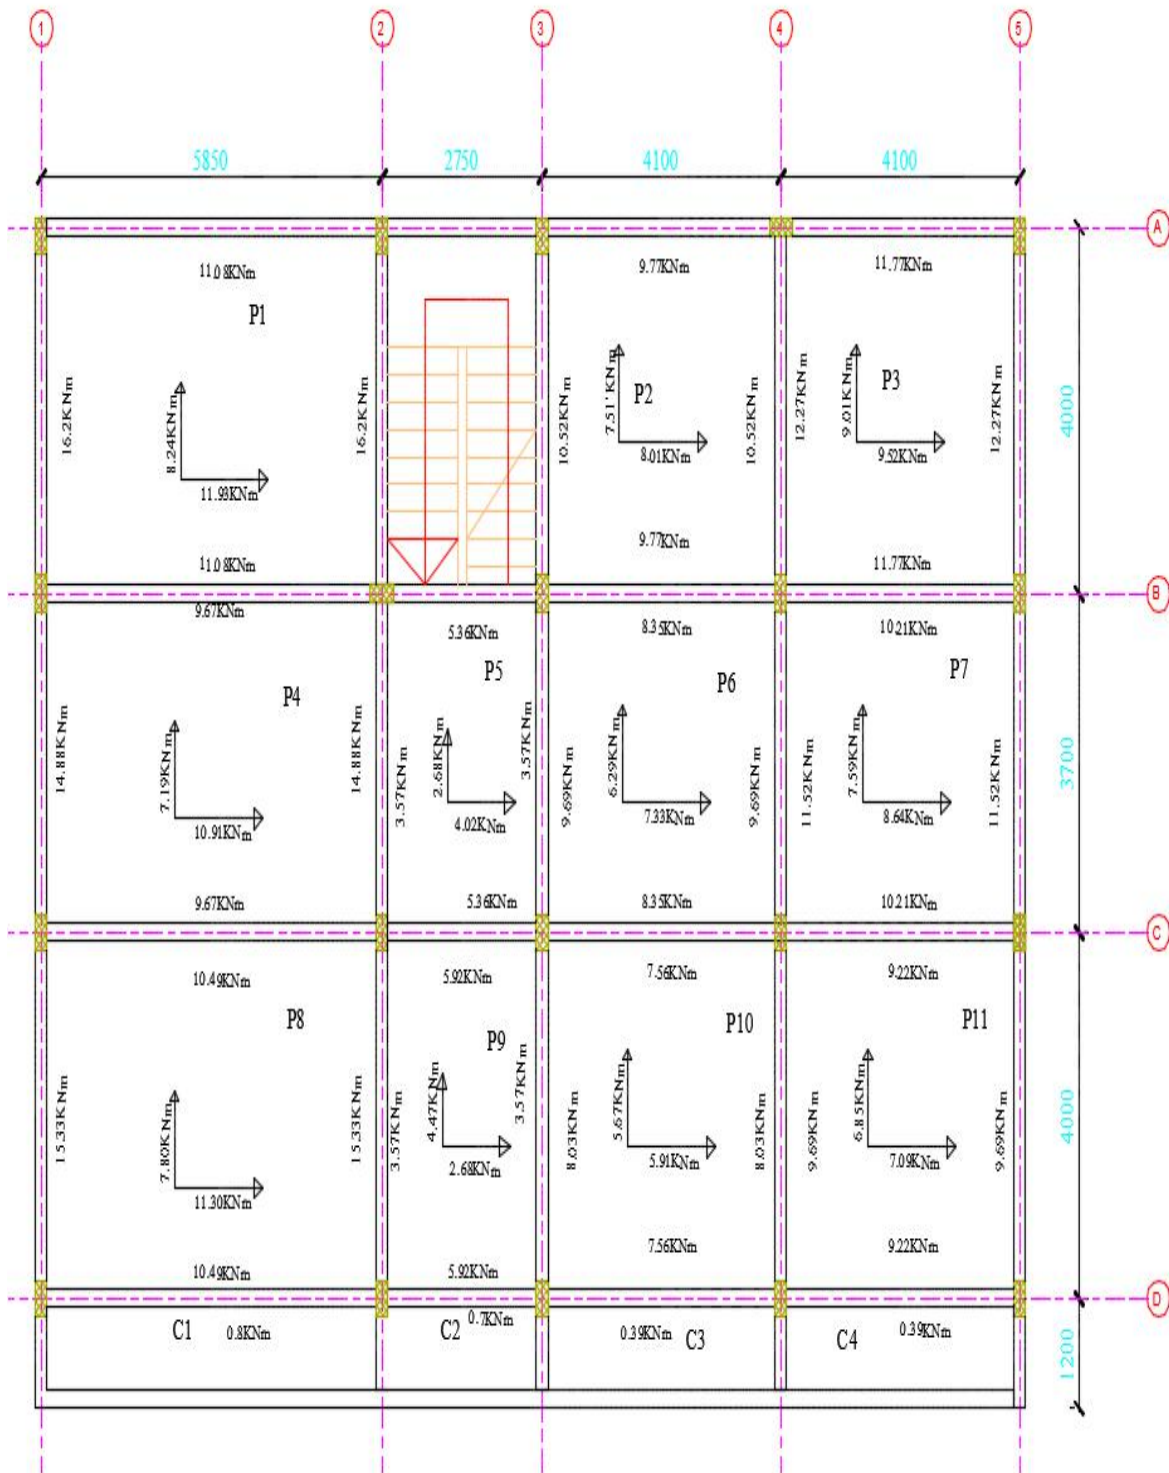 1 2 3 4 5
5850 2750 4100 4100
A
11.08KNm 9.77KNm 11.77KNm
P1
16.2KNm 16.2KNm
8.24KNm
11.93KNm
10.52KNm 7.51'KNm P2 10.52KNm
8.01KNm
12.27KNm 9.01KNm P3 12.27KNm
9.52KNm
4000
11.08KNm 9.77KNm 11.77KNm
B
9.67KNm 5.36KNm 8.35KNm 10.21KNm
P4 P5 P6 P7
14.88KNm 7.19KNm 14.88KNm
10.91KNm
3.57KNm 2.68KNm 3.57KNm
4.02KNm
9.69KNm 6.29KNm 9.69KNm
7.33KNm
11.52KNm 7.59KNm 11.52KNm
8.64KNm
3700
9.67KNm 5.36KNm 8.35KNm 10.21KNm
C
10.49KNm 5.92KNm 7.56KNm 9.22KNm
P8 P9 P10 P11
15.33KNm 7.80KNm 15.33KNm
11.30KNm
3.57KNm 4.47KNm 3.57KNm
2.68KNm
8.03KNm 5.67KNm 8.03KNm
5.91KNm
9.69KNm 6.85KNm 9.69KNm
7.09KNm
4000
10.49KNm 5.92KNm 7.56KNm 9.22KNm
D
C1 0.8KNm C2 0.7KNm 0.39KNm C3 C4 0.39KNm
1200